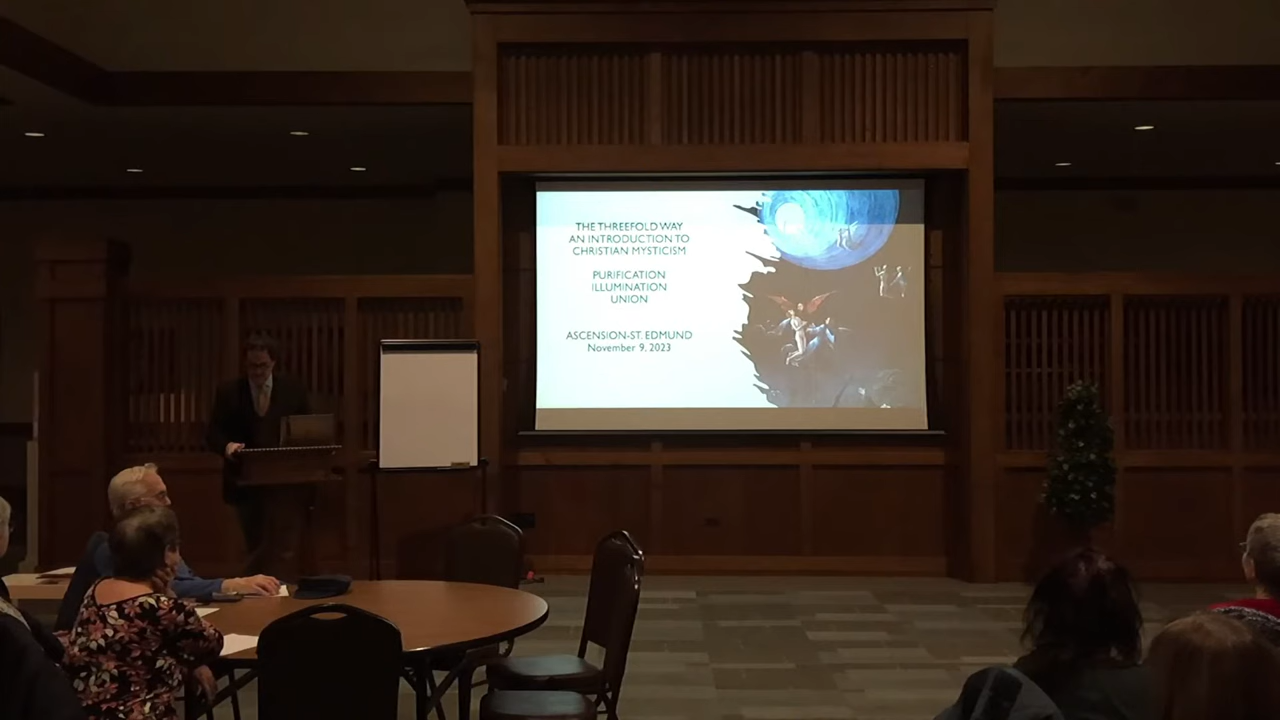 THE THREEFOLD WAY
AN INTRODUCTION TO
CHRISTIAN MYSTICISM
PURIFICATION
ILLUMINATION
UNION
ASCENSION-ST. EDMUND
November 9, 2023